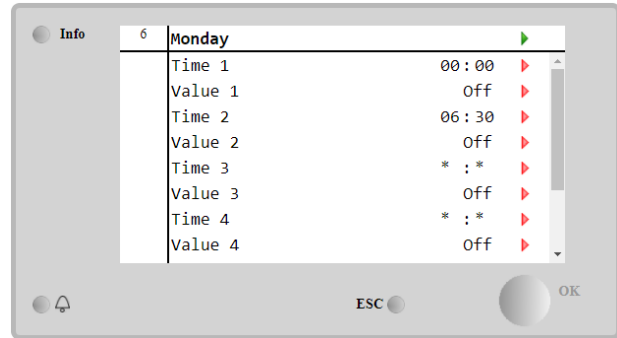 Info
6 Monday
Time 1 00:00
Value 1 Off
Time 2 06:30
Value 2 Off
Time 3 * : *
Value 3 Off
Time 4 * : *
Value 4 Off
ESC OK